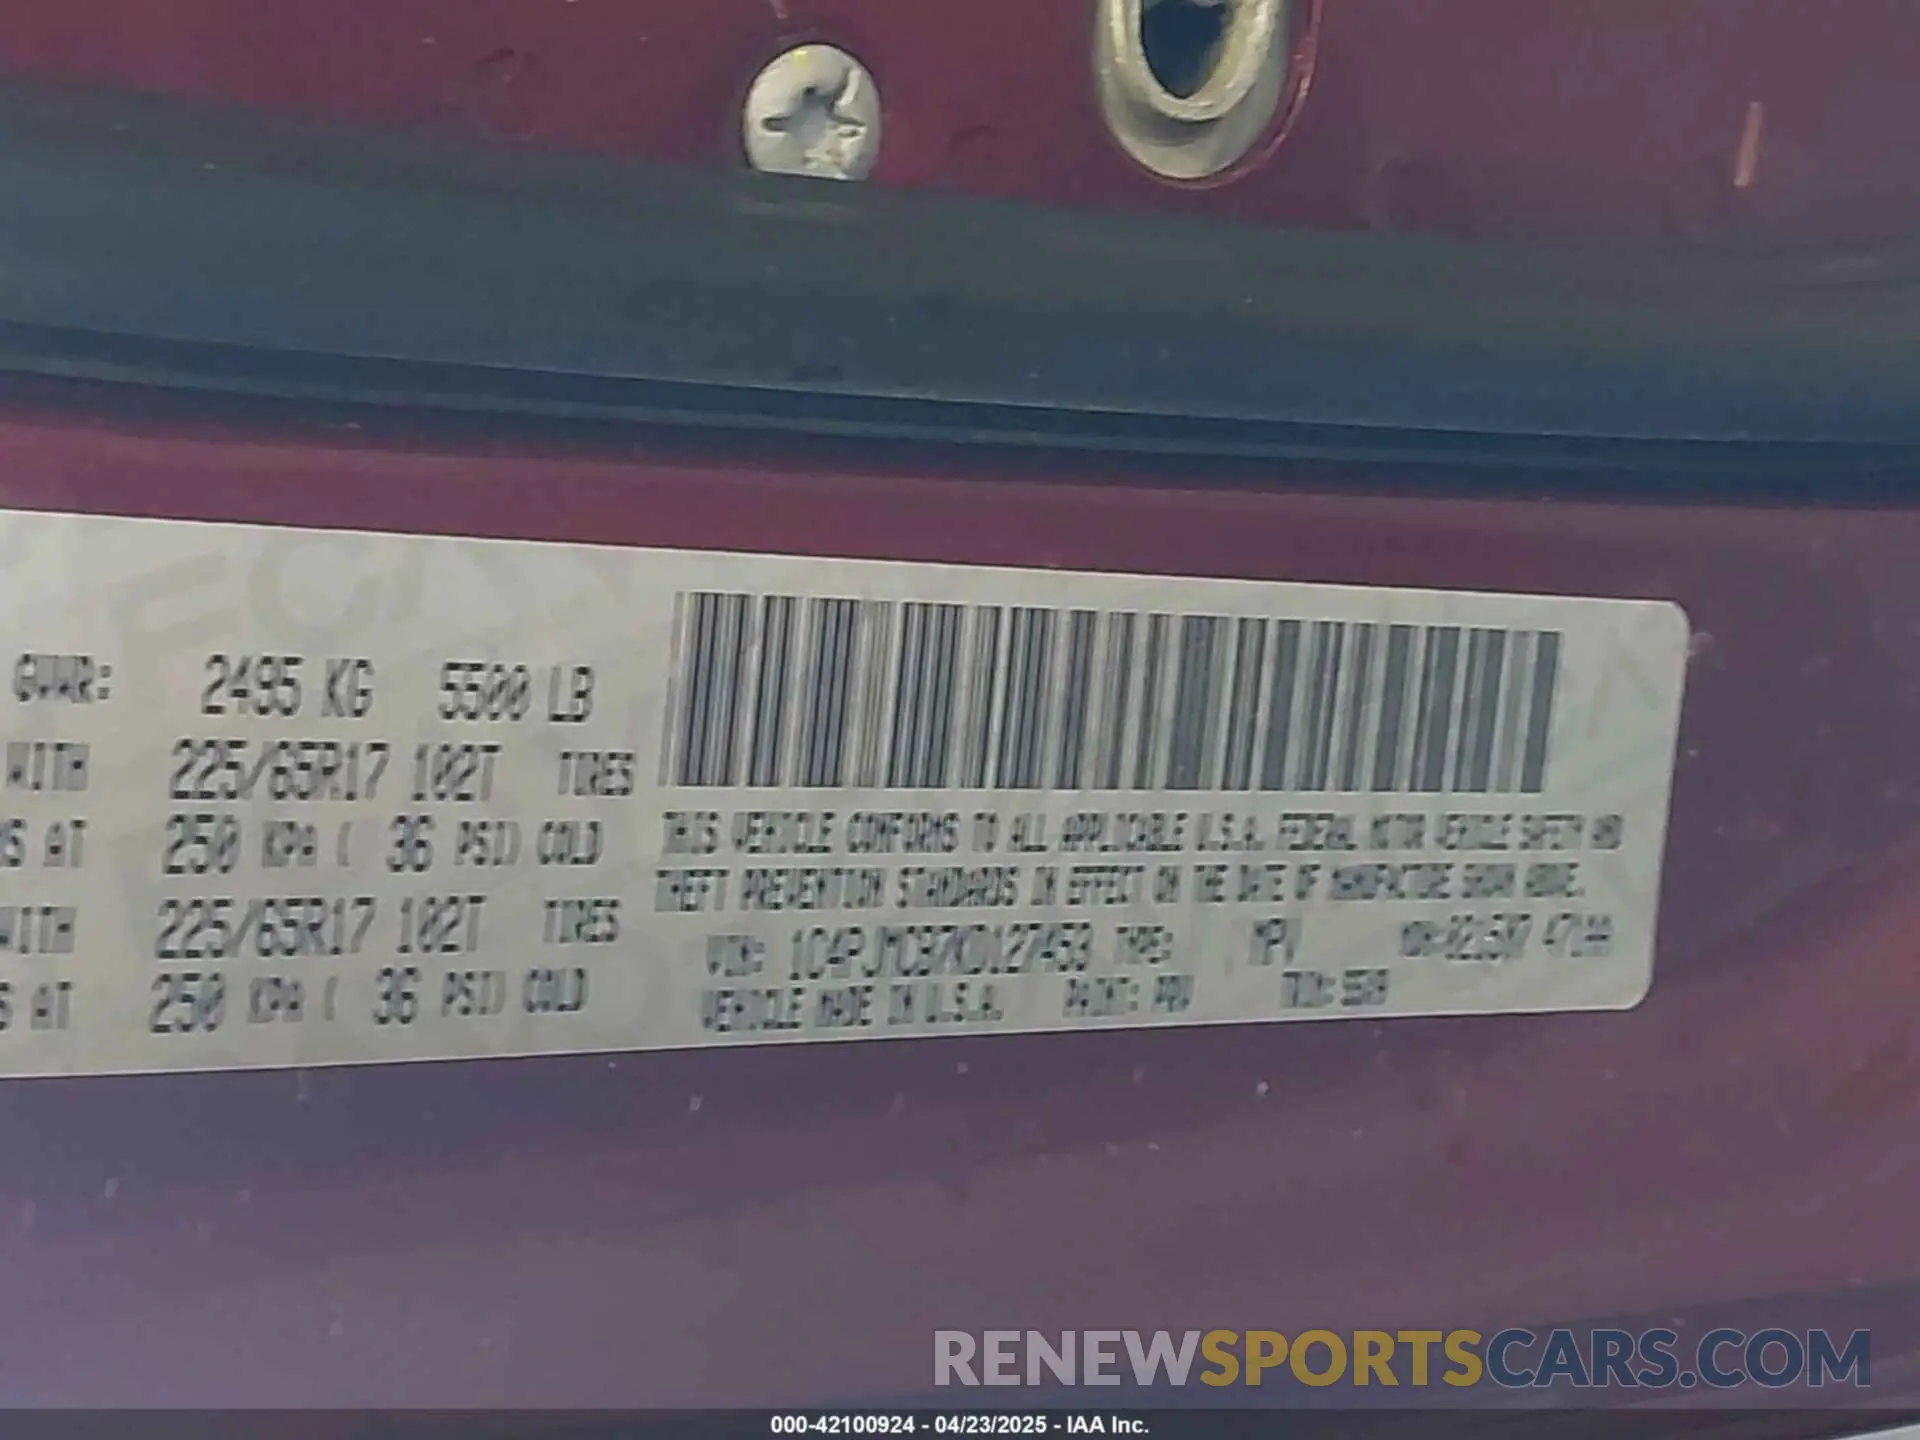 GVWR: 2495 KG 5500 LB
WITH 225/65R17 102T TIRES
AT 250 KPA ( 36 PSI) COLD
WITH 225/65R17 102T TIRES
AT 250 KPA ( 36 PSI) COLD
THIS VEHICLE CONFORMS TO ALL APPLICABLE U.S.A. FEDERAL MOTOR VEHICLE SAFETY AND
THEFT PREVENTION STANDARDS IN EFFECT ON THE DATE OF MANUFACTURE SHOWN ABOVE.
VIN: 1C4PJMCB7KD127453 TYPE: MPV
VEHICLE MADE IN U.S.A. PAINT: PRV
RENEWSPORTSCARS.COM
000-42100924 - 04/23/2025 - IAA Inc.